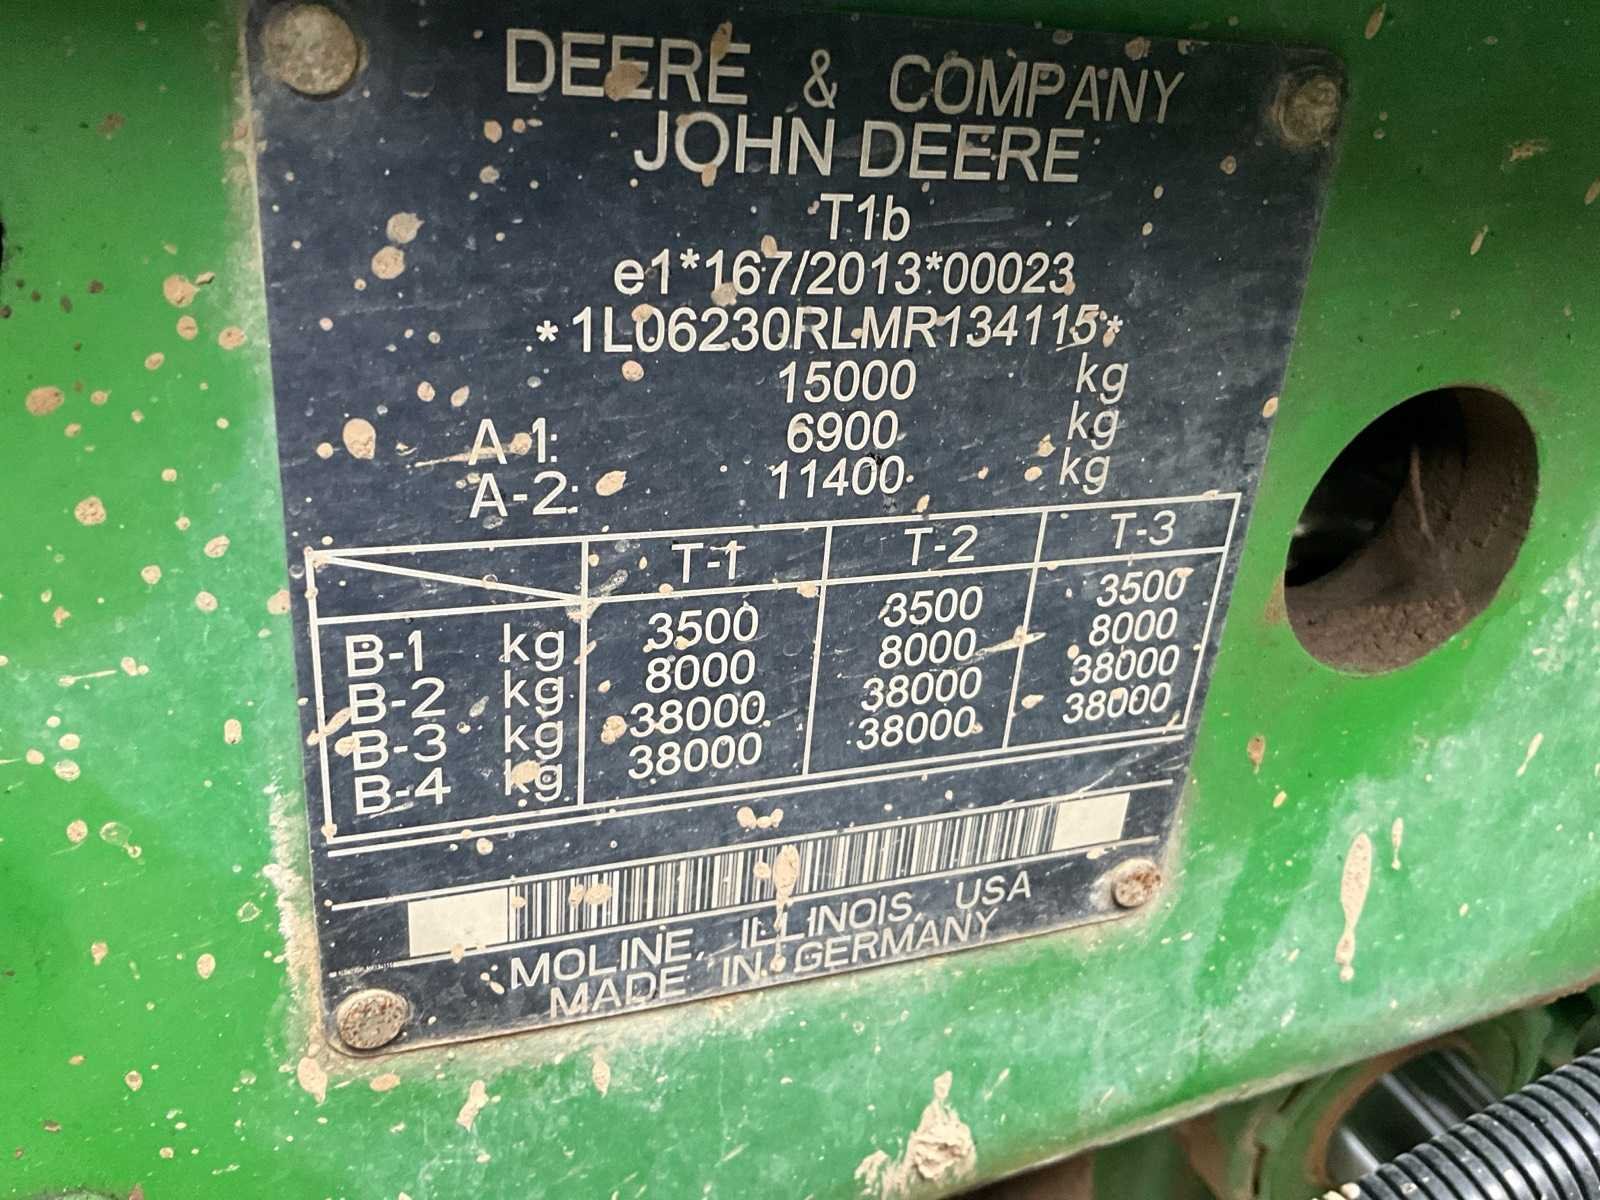 DEERE & COMPANY
JOHN DEERE
T1b
e1*167/2013*00023
*1L06230RLMR134115*
15000 kg
A-1: 6900 kg
A-2: 11400 kg
T-1 T-2 T-3
B-1 kg 3500 3500 3500
B-2 kg 8000 8000 8000
B-3 kg 38000 38000 38000
B-4 kg 38000 38000 38000
MOLINE, ILLINOIS, USA
MADE IN GERMANY